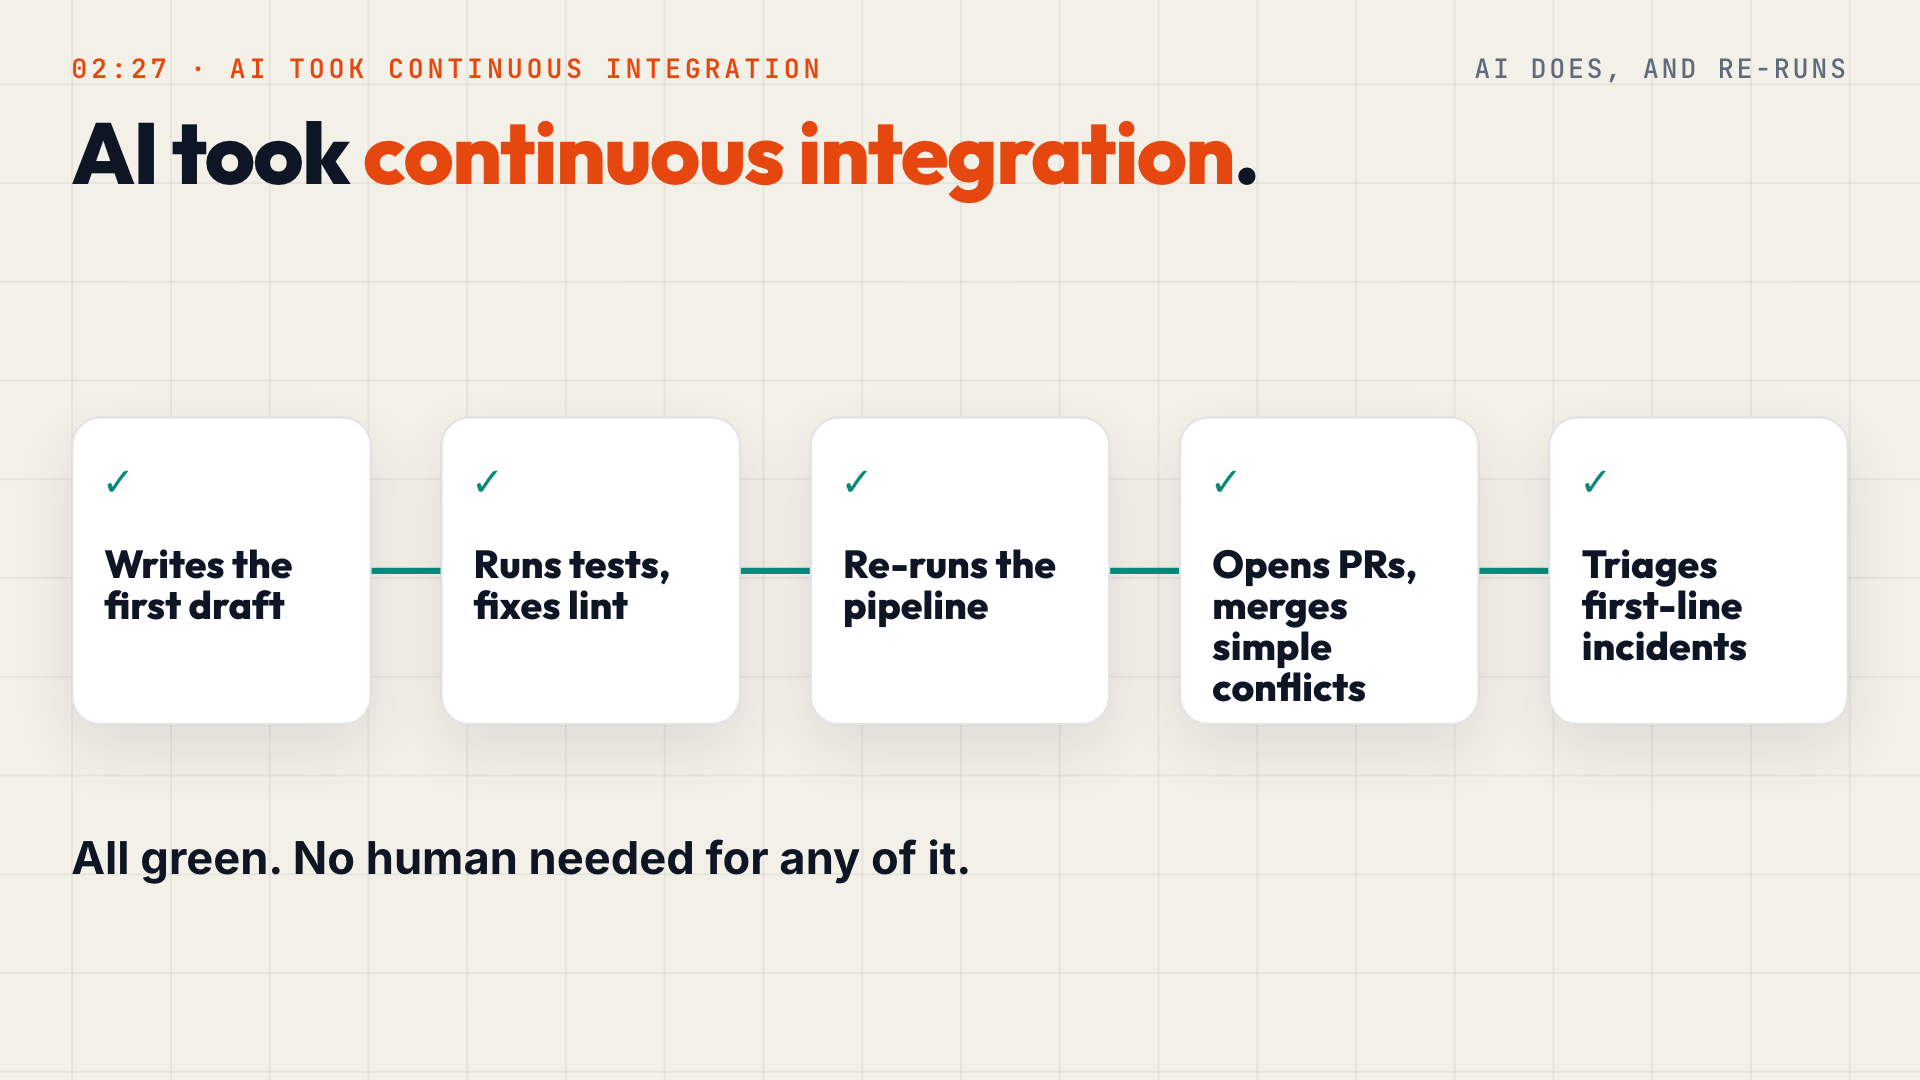 02:27 · AI TOOK CONTINUOUS INTEGRATION
AI DOES, AND RE-RUNS
AI took continuous integration.
✓
Writes the
first draft
✓
Runs tests,
fixes lint
✓
Re-runs the
pipeline
✓
Opens PRs,
merges
simple
conflicts
✓
Triages
first-line
incidents
All green. No human needed for any of it.